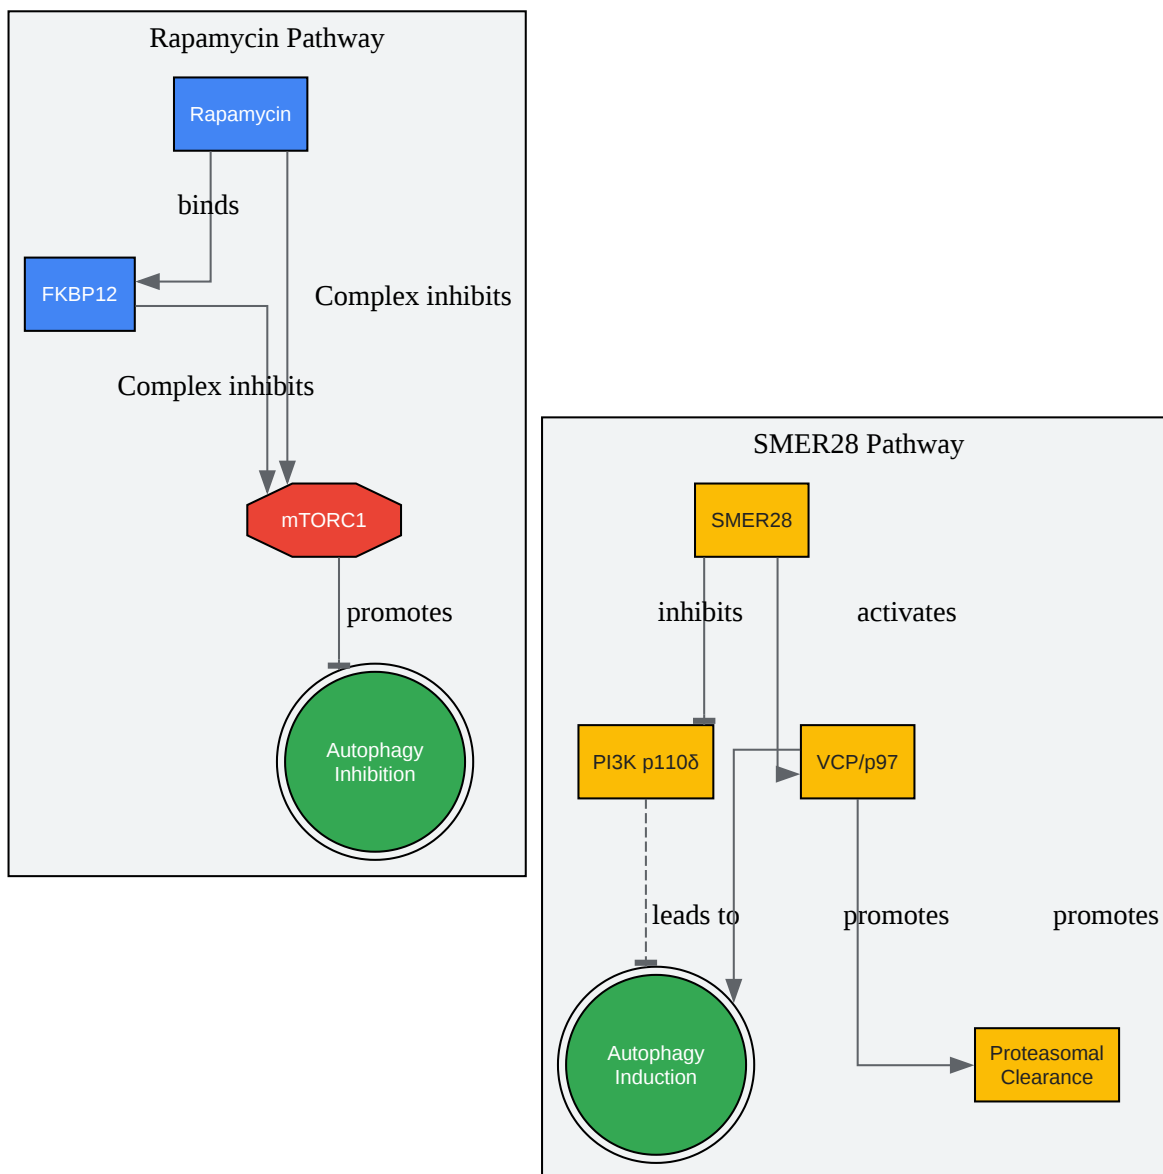 Rapamycin Pathway
Rapamycin
binds
FKBP12
Complex inhibits
Complex inhibits
mTORC1
promotes
Autophagy
Inhibition
SMER28 Pathway
SMER28
inhibits
activates
PI3K p110δ
VCP/p97
leads to
promotes
promotes
Autophagy
Induction
Proteasomal
Clearance